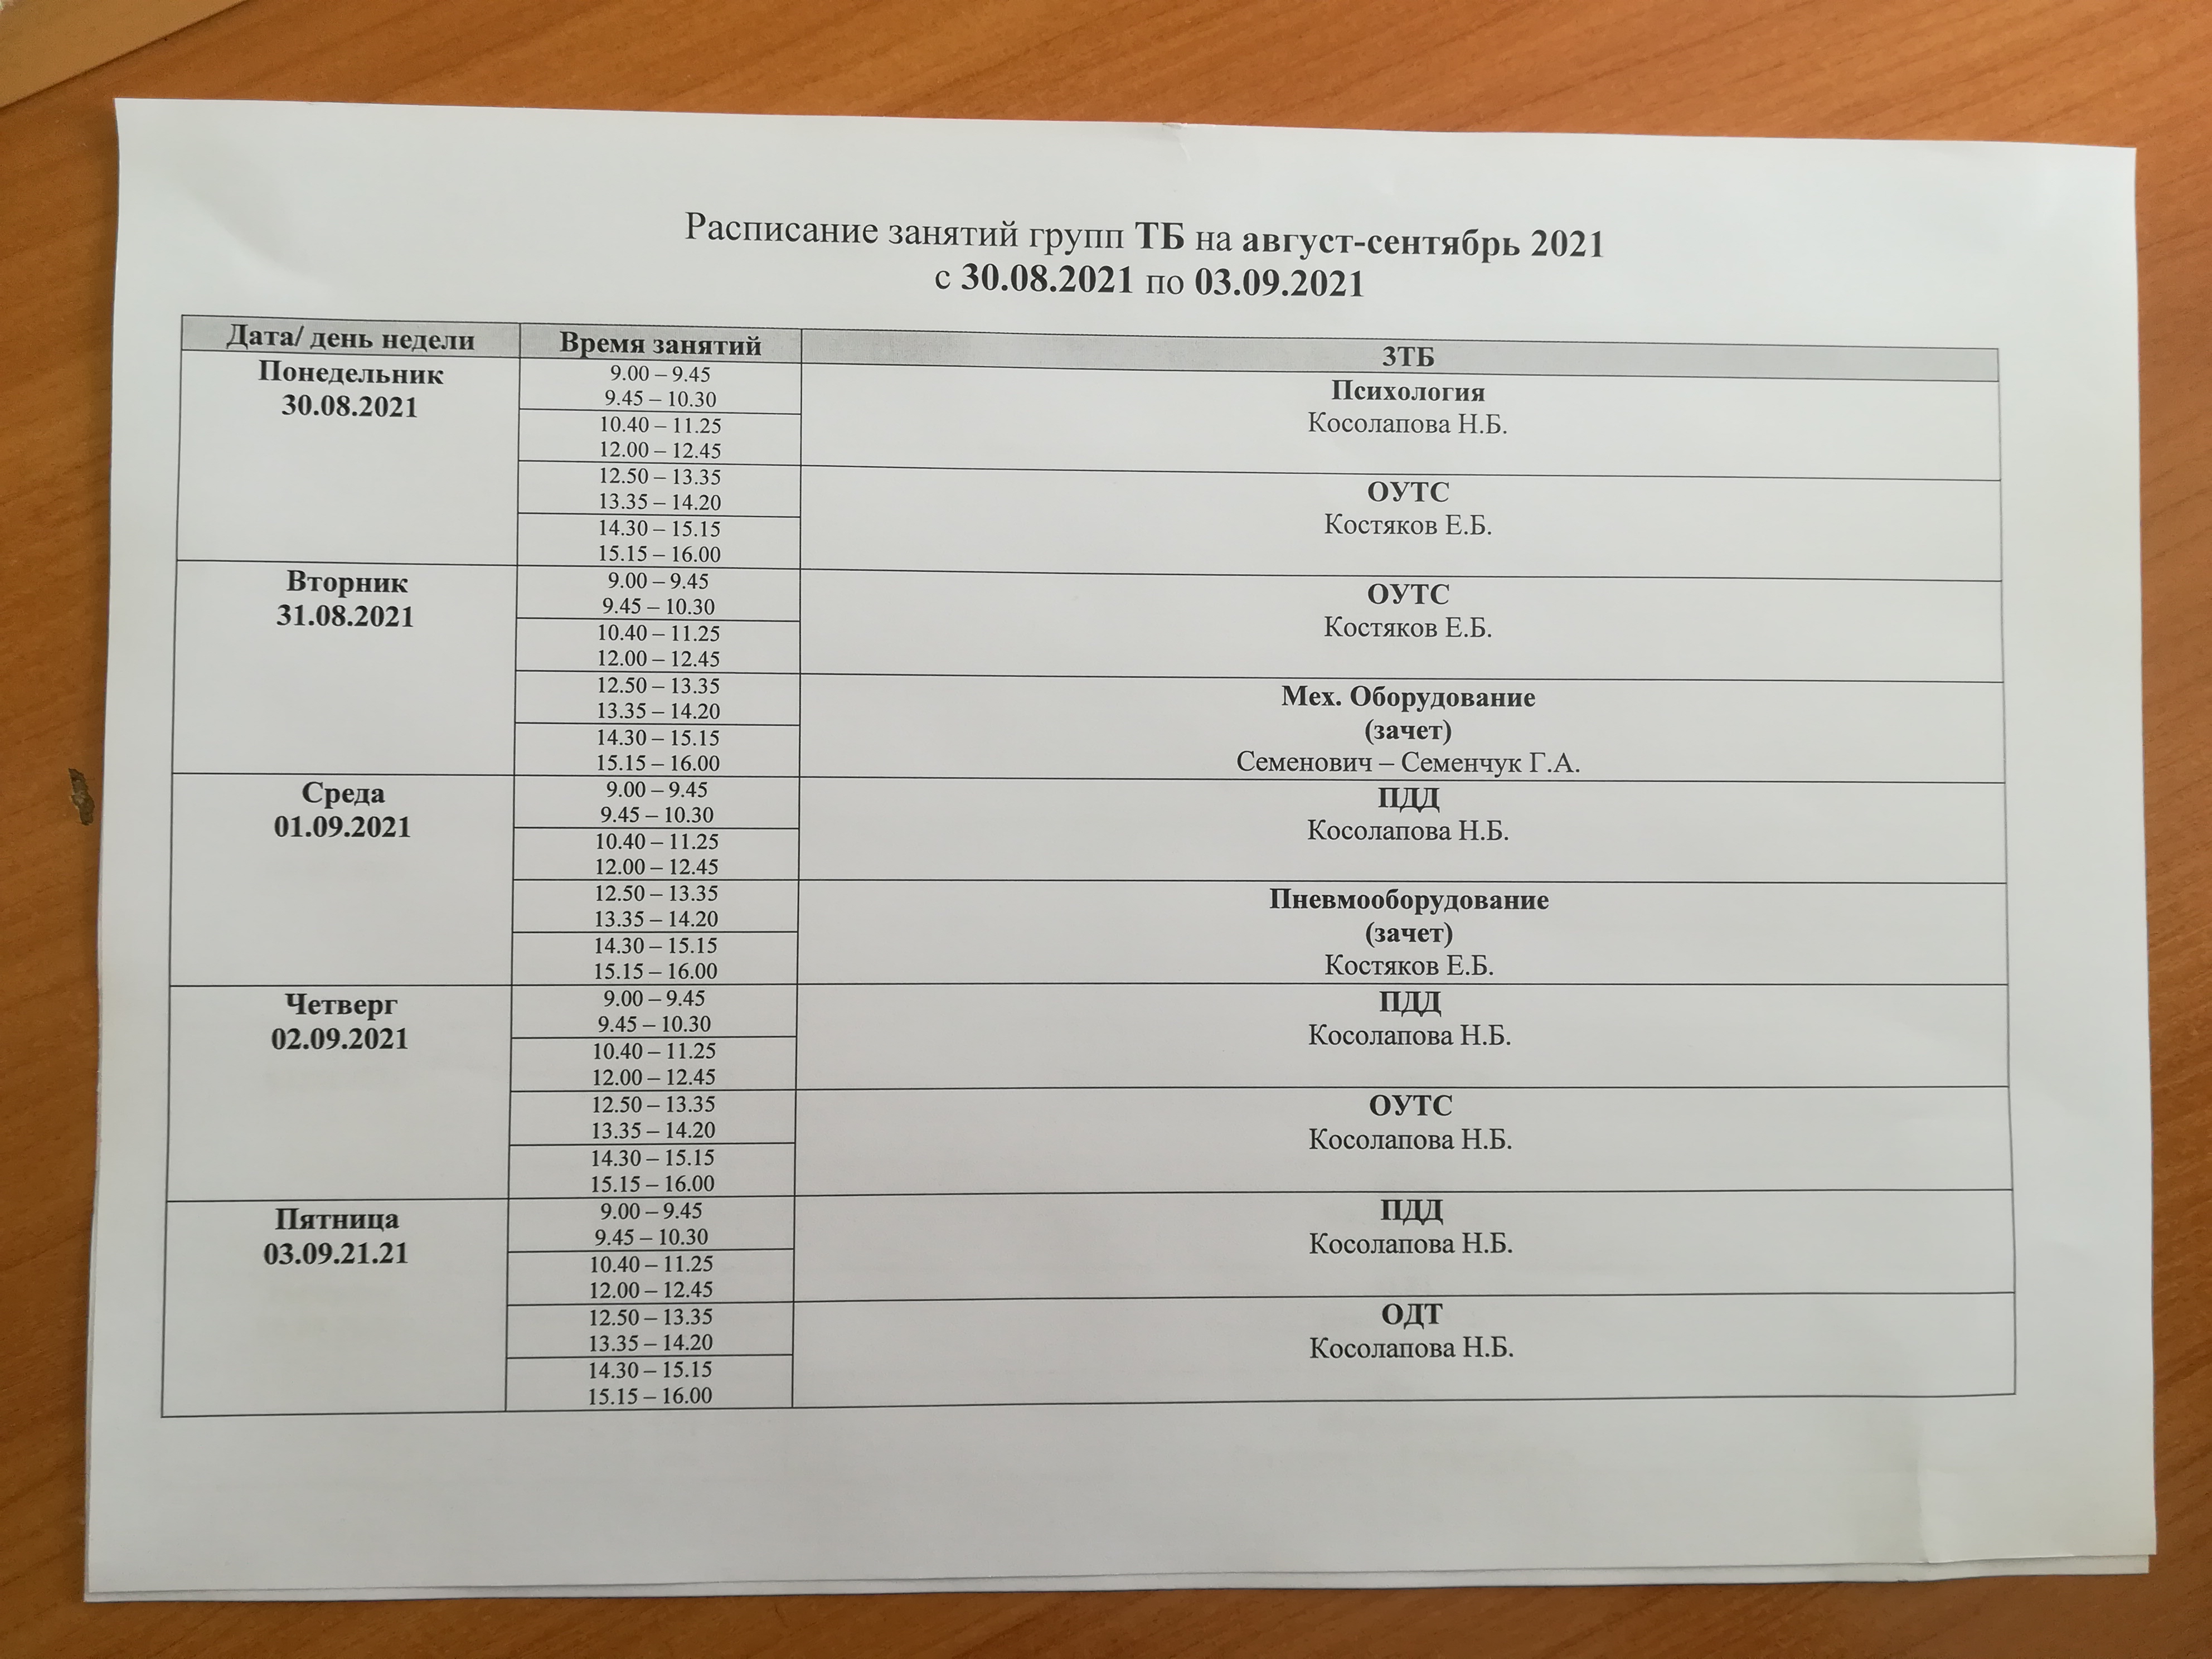 Расписание занятий групп ТБ на август-сентябрь 2021
с 30.08.2021 по 03.09.2021
Дата/ день недели Время занятий 3ТБ
Понедельник
30.08.2021
9.00 – 9.45
9.45 – 10.30
10.40 – 11.25
12.00 – 12.45
Психология
Косолапова Н.Б.
12.50 – 13.35
13.35 – 14.20
14.30 – 15.15
15.15 – 16.00
ОУТС
Костяков Е.Б.
Вторник
31.08.2021
9.00 – 9.45
9.45 – 10.30
10.40 – 11.25
12.00 – 12.45
ОУТС
Костяков Е.Б.
12.50 – 13.35
13.35 – 14.20
14.30 – 15.15
15.15 – 16.00
Мех. Оборудование
(зачет)
Семенович – Семенчук Г.А.
Среда
01.09.2021
9.00 – 9.45
9.45 – 10.30
10.40 – 11.25
12.00 – 12.45
ПДД
Косолапова Н.Б.
12.50 – 13.35
13.35 – 14.20
14.30 – 15.15
15.15 – 16.00
Пневмооборудование
(зачет)
Костяков Е.Б.
Четверг
02.09.2021
9.00 – 9.45
9.45 – 10.30
10.40 – 11.25
12.00 – 12.45
ПДД
Косолапова Н.Б.
12.50 – 13.35
13.35 – 14.20
14.30 – 15.15
15.15 – 16.00
ОУТС
Косолапова Н.Б.
Пятница
03.09.21.21
9.00 – 9.45
9.45 – 10.30
10.40 – 11.25
12.00 – 12.45
ПДД
Косолапова Н.Б.
12.50 – 13.35
13.35 – 14.20
14.30 – 15.15
15.15 – 16.00
ОДТ
Косолапова Н.Б.